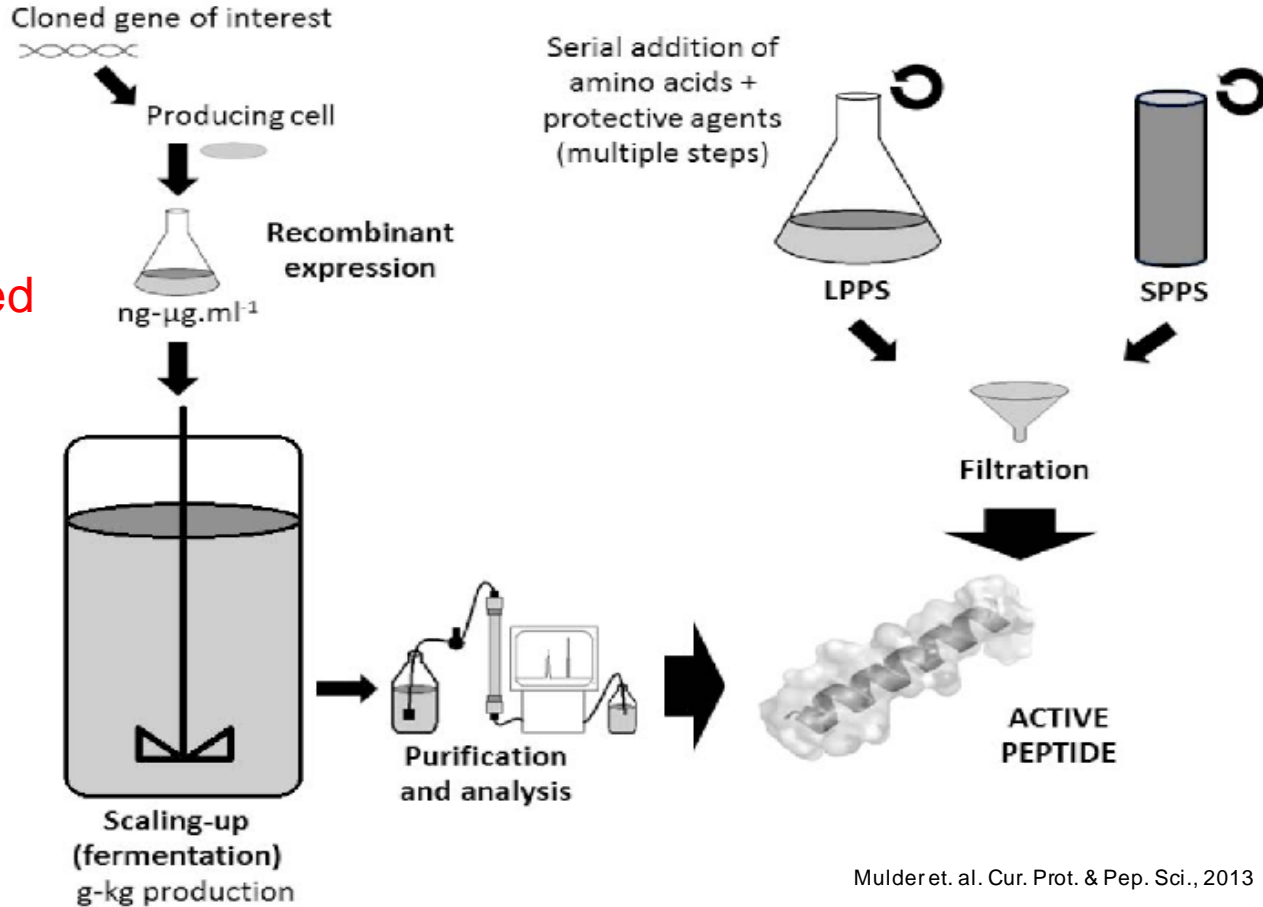 Cloned gene of interest
Producing cell
Recombinant
expression
ed
ng-µg.ml⁻¹
Scaling-up
(fermentation)
g-kg production
Purification
and analysis
Serial addition of
amino acids +
protective agents
(multiple steps)
LPPS
SPPS
Filtration
ACTIVE
PEPTIDE
Mulder et. al. Cur. Prot. & Pep. Sci., 2013